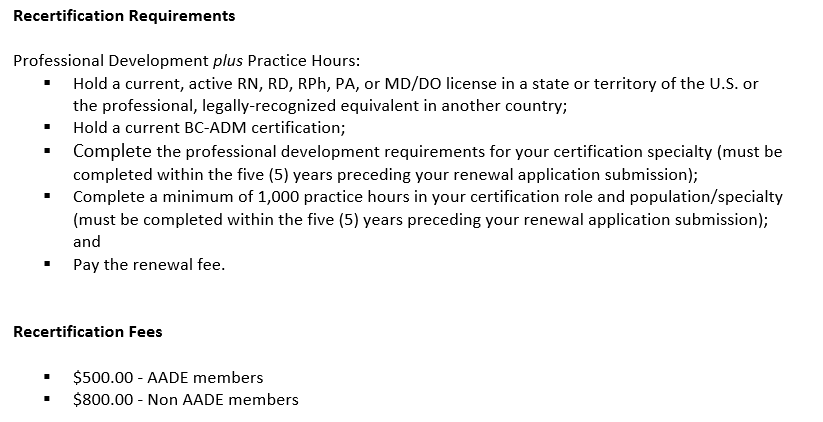 Recertification Requirements
Professional Development plus Practice Hours:
▪ Hold a current, active RN, RD, RPh, PA, or MD/DO license in a state or territory of the U.S. or
the professional, legally-recognized equivalent in another country;
▪ Hold a current BC-ADM certification;
▪ Complete the professional development requirements for your certification specialty (must be
completed within the five (5) years preceding your renewal application submission);
▪ Complete a minimum of 1,000 practice hours in your certification role and population/specialty
(must be completed within the five (5) years preceding your renewal application submission);
and
▪ Pay the renewal fee.
Recertification Fees
▪ $500.00 - AADE members
▪ $800.00 - Non AADE members